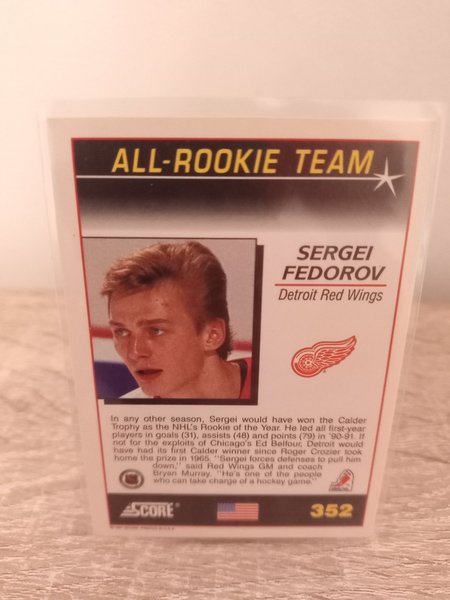 ALL-ROOKIE TEAM
SERGEI
FEDOROV
Detroit Red Wings
In any other season, Sergei would have won the Calder
Trophy as the NHL's Rookie of the Year. He led all first-year
players in goals (31), assists (48) and points (79) in '90-91. If
not for the exploits of Chicago's Ed Belfour, Detroit would
have had its first Calder winner since Roger Crozier took
home the prize in 1965. "Sergei forces defenses to pull him
down," said Red Wings GM and coach
Bryan Murray, "He's one of the people
who can take charge of a hockey game."
SCORE®
352